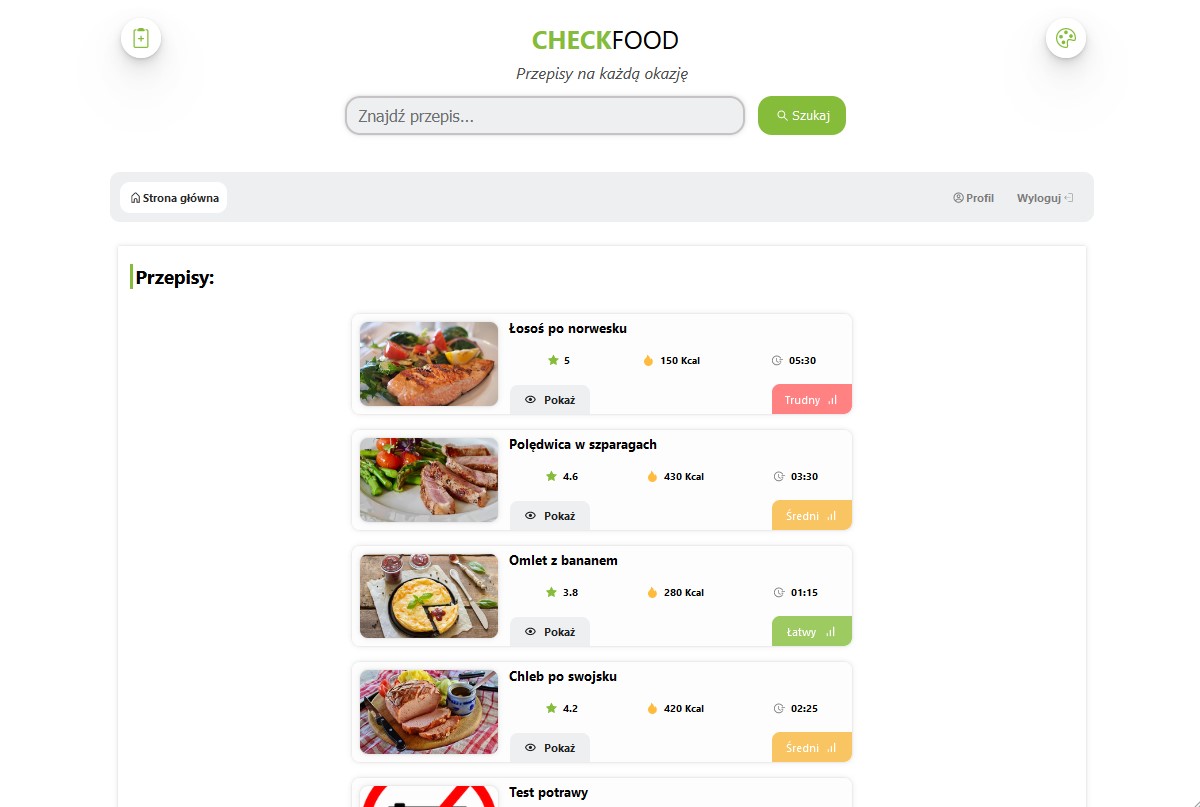 CHECKFOOD
Przepisy na każdą okazję
Znajdź przepis...
Szukaj
Strona główna
Profil
Wyloguj
Przepisy:
Łosoś po norwesku
5
150 Kcal
05:30
Pokaż
Trudny
Polędwica w szparagach
4.6
430 Kcal
03:30
Pokaż
Średni
Omlet z bananem
3.8
280 Kcal
01:15
Pokaż
Łatwy
Chleb po swojsku
4.2
420 Kcal
02:25
Pokaż
Średni
Test potrawy